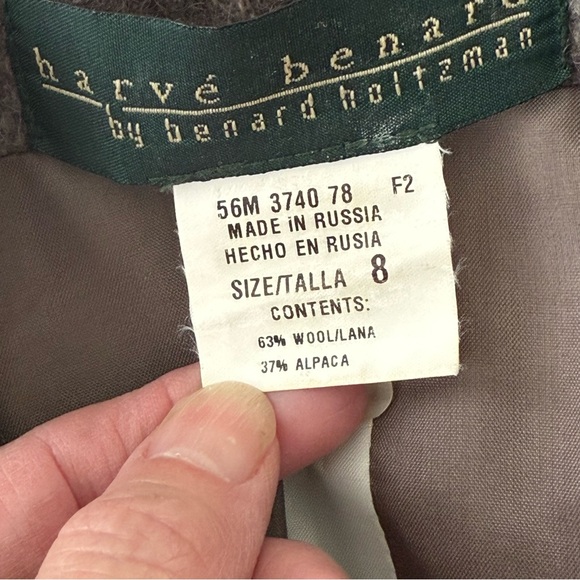 harvé benard
by benard holtzman
56M 3740 78 F2
MADE iN RUSSIA
HECHO EN RUSIA
SIZE/TALLA 8
CONTENTS:
63% WOOL/LANA
37% ALPACA